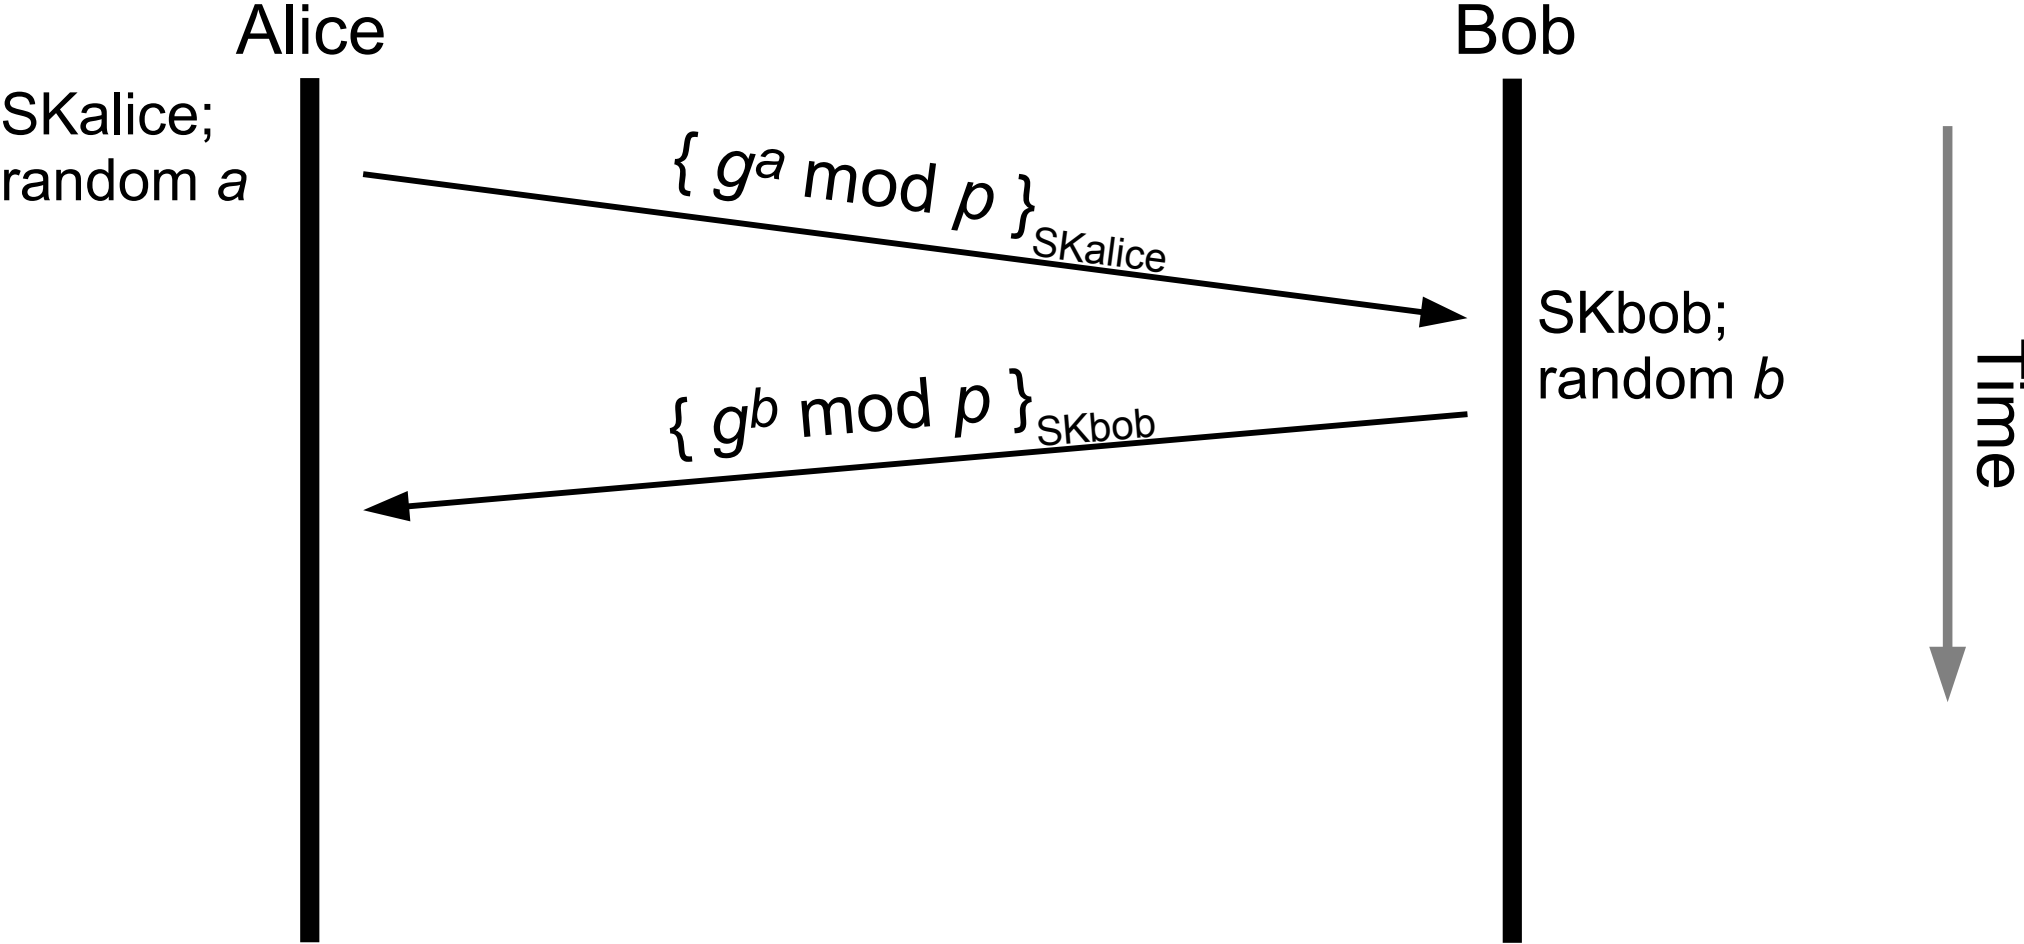 Alice
Bob
SKalice;
random a
{ gᵃ mod p }SKalice
SKbob;
random b
{ gᵇ mod p }SKbob
Time